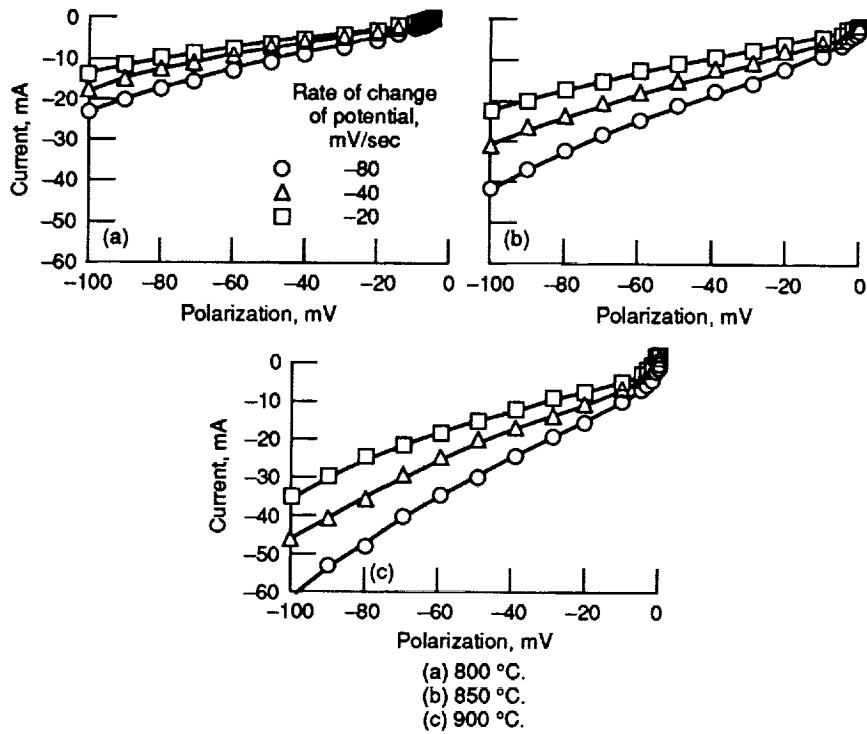 0
−10
−20
−30
−40
−50
−60
Current, mA
Rate of change
of potential,
mV/sec
−80
−40
−20
(a)
−100 −80 −60 −40 −20 0
Polarization, mV
(b)
−100 −80 −60 −40 −20 0
Polarization, mV
0
−10
−20
−30
−40
−50
−60
Current, mA
(c)
−100 −80 −60 −40 −20 0
Polarization, mV
(a) 800 °C.
(b) 850 °C.
(c) 900 °C.